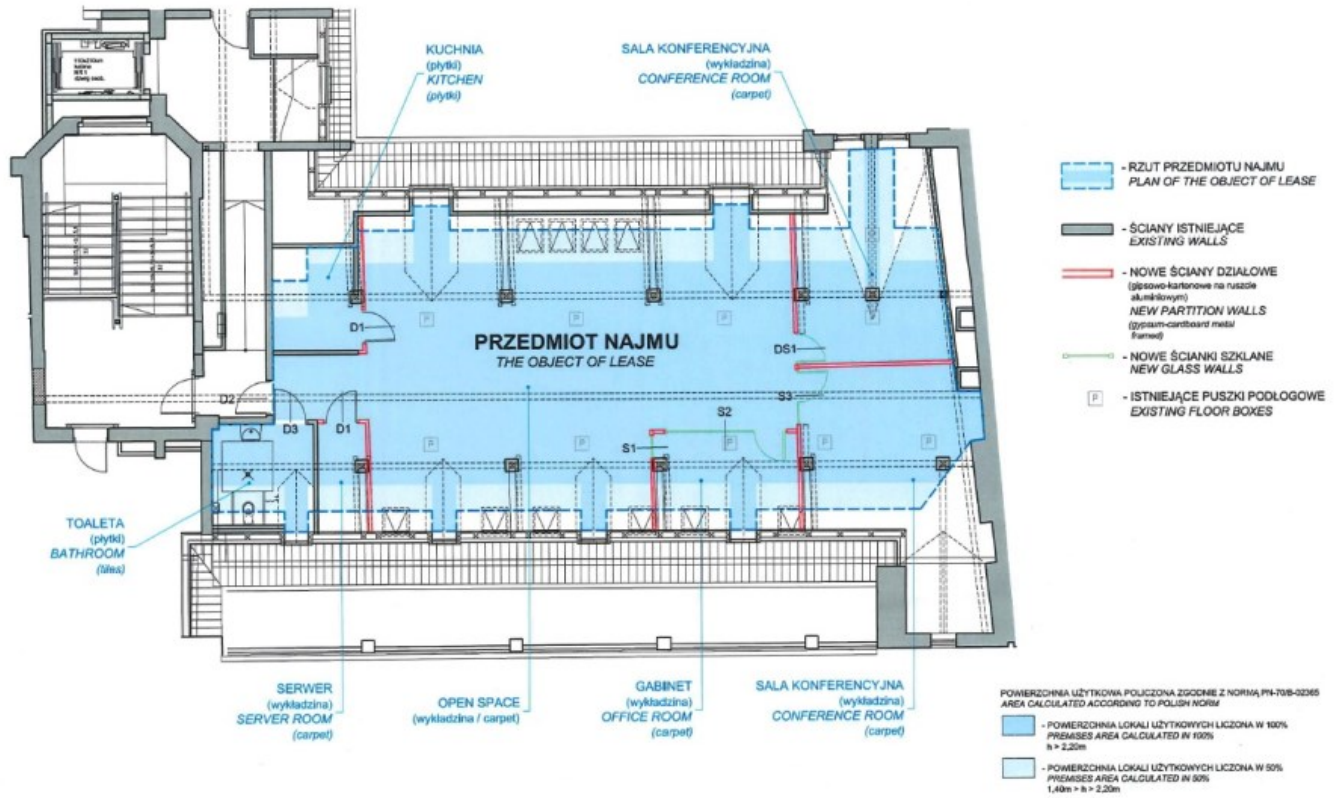 KUCHNIA
(płytki)
KITCHEN
(płytki)
SALA KONFERENCYJNA
(wykładzina)
CONFERENCE ROOM
(carpet)
- RZUT PRZEDMIOTU NAJMU
PLAN OF THE OBJECT OF LEASE
- ŚCIANY ISTNIEJĄCE
EXISTING WALLS
- NOWE ŚCIANY DZIAŁOWE
(gipsowo-kartonowe na ruszcie
aluminiowym)
NEW PARTITION WALLS
(gypsum-cardboard metal
framed)
- NOWE ŚCIANKI SZKLANE
NEW GLASS WALLS
P
- ISTNIEJĄCE PUSZKI PODŁOGOWE
EXISTING FLOOR BOXES
P
P
P
P
D1
PRZEDMIOT NAJMU
THE OBJECT OF LEASE
DS1
D2
S3
D3
D1
S2
P
P
S1
P
P
P
TOALETA
(płytki)
BATHROOM
(tiles)
SERWER
(wykładzina)
SERVER ROOM
(carpet)
OPEN SPACE
(wykładzina / carpet)
GABIINET
(wykładzina)
OFFICE ROOM
(carpet)
SALA KONFERENCYJNA
(wykładzina)
CONFERENCE ROOM
(carpet)
POWIERZCHNIA UŻYTKOWA POLICZONA ZGODNIE Z NORMĄ PN-70/B-02365
AREA CALCULATED ACCORDING TO POLISH NORM
- POWIERZCHNIA LOKALI UŻYTKOWYCH LICZONA W 100%
PREMISES AREA CALCULATED IN 100%
h > 2,20m
- POWIERZCHNIA LOKALI UŻYTKOWYCH LICZONA W 50%
PREMISES AREA CALCULATED IN 50%
1,40m > h > 2,20m